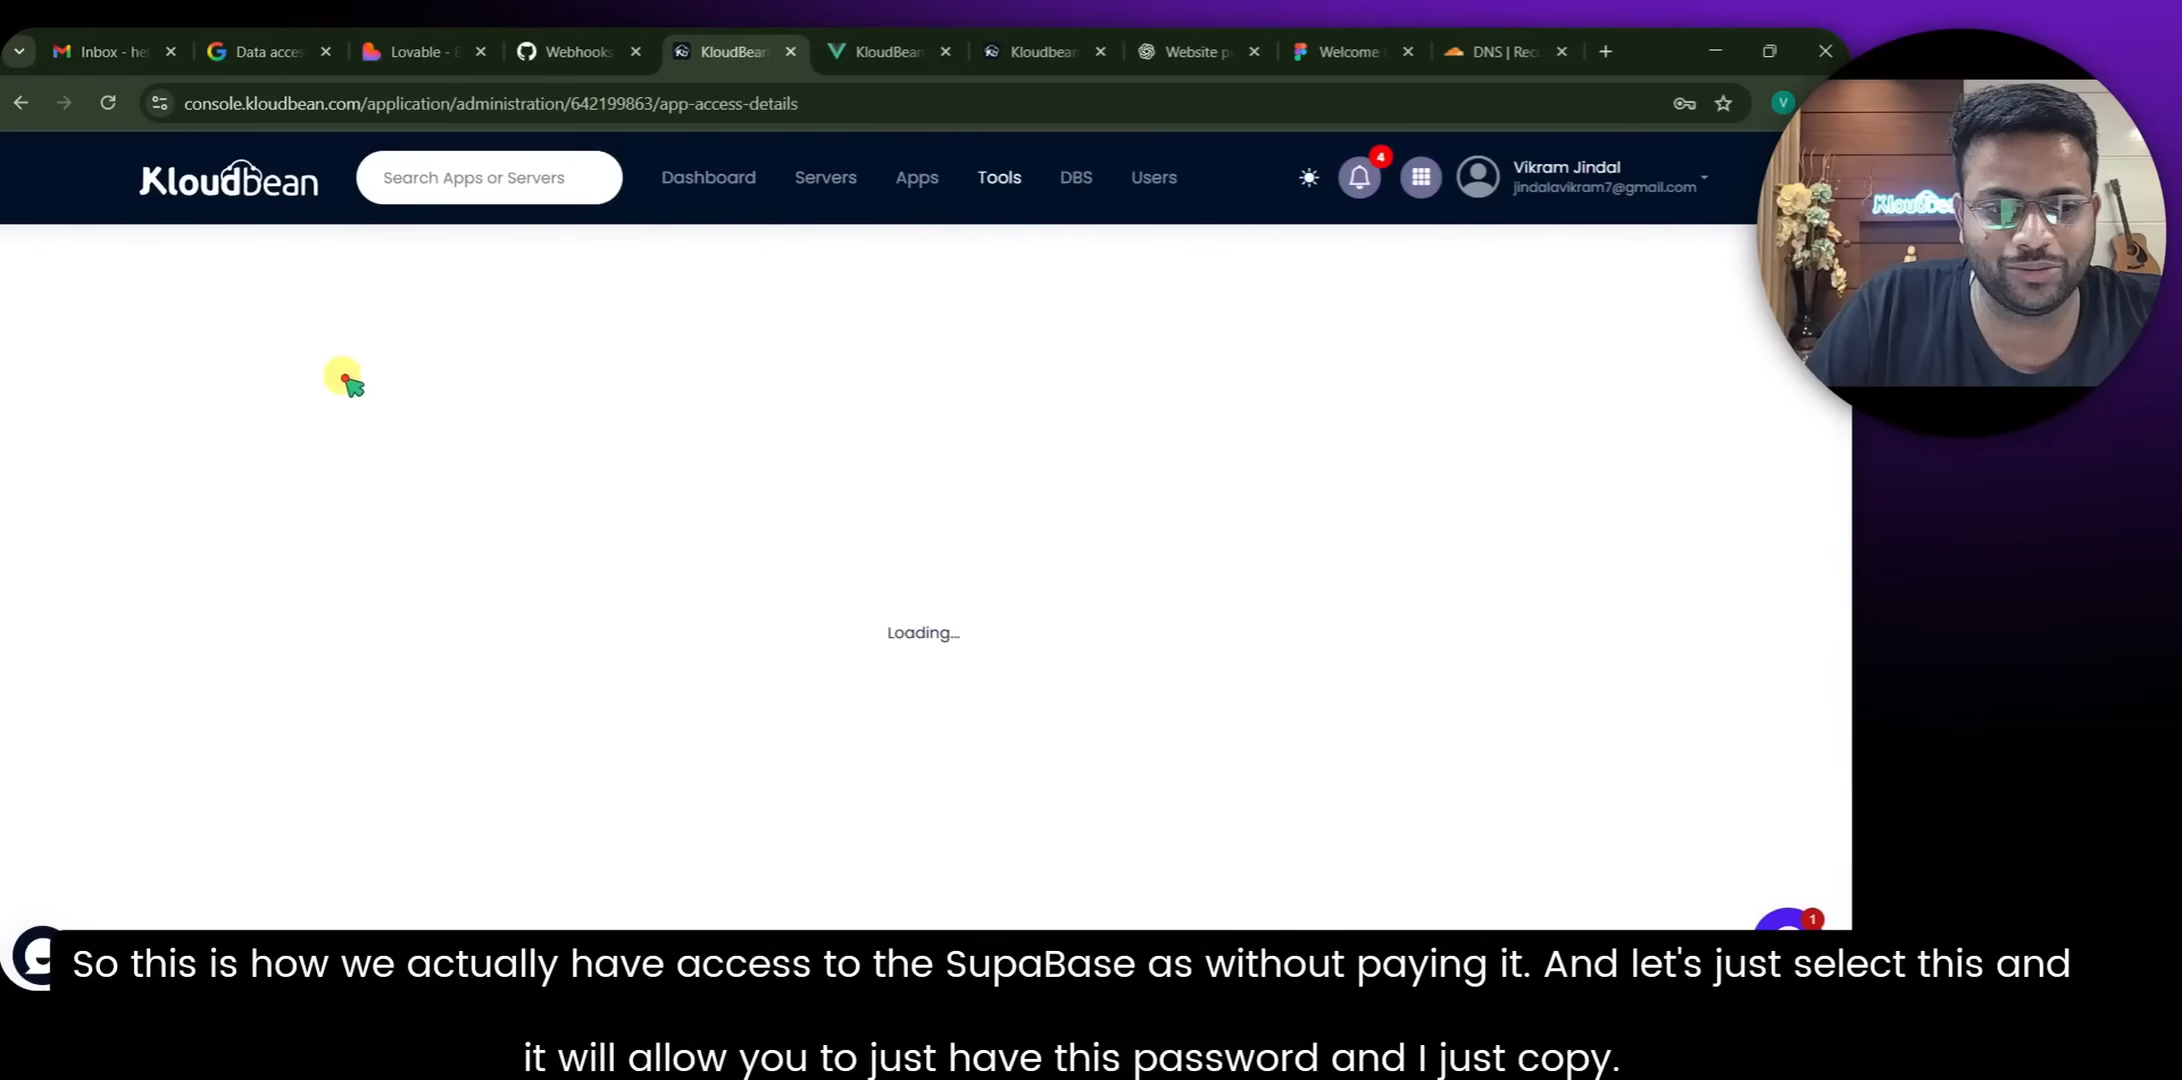 Inbox - he
Data acces
Lovable - E
Webhooks
KloudBean
KloudBean
Kloudbean
Website p
Welcome t
DNS | Rec
console.kloudbean.com/application/administration/642199863/app-access-details
V
Kloudbean
Search Apps or Servers
Dashboard
Servers
Apps
Tools
DBS
Users
4
Vikram Jindal
jindalavikram7@gmail.com
Loading...
1
So this is how we actually have access to the SupaBase as without paying it. And let's just select this and
it will allow you to just have this password and I just copy.